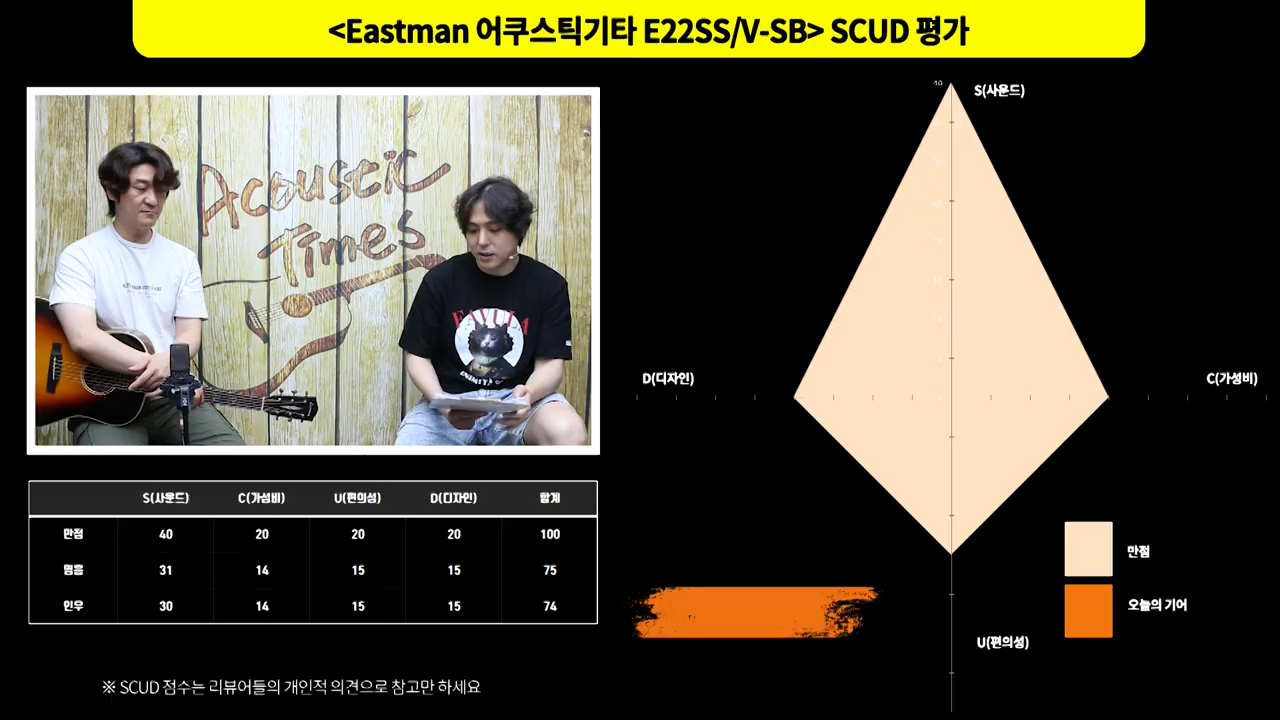 <Eastman 어쿠스틱기타 E22SS/V-SB> SCUD 평가
Acoustic
Times
FAVULA
S(사운드) C(가성비) U(편의성) D(디자인) 합계
만점 40 20 20 20 100
명흠 31 14 15 15 75
인우 30 14 15 15 74
※ SCUD 점수는 리뷰어들의 개인적 의견으로 참고만 하세요
40
S(사운드)
D(디자인)
C(가성비)
U(편의성)
만점
오늘의 기어